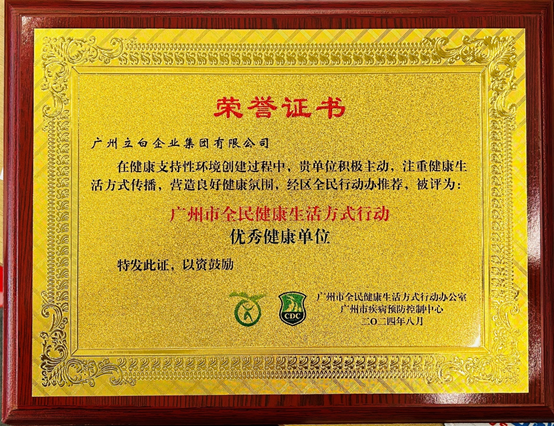 荣誉证书
广州立白企业集团有限公司
在健康支持性环境创建过程中，贵单位积极主动，注重健康生
活方式传播，营造良好健康氛围，经区全民行动办推荐，被评为：
广州市全民健康生活方式行动
优秀健康单位
特发此证，以资鼓励
CDC
广州市全民健康生活方式行动办公室
广州市疾病预防控制中心
二〇二四年八月